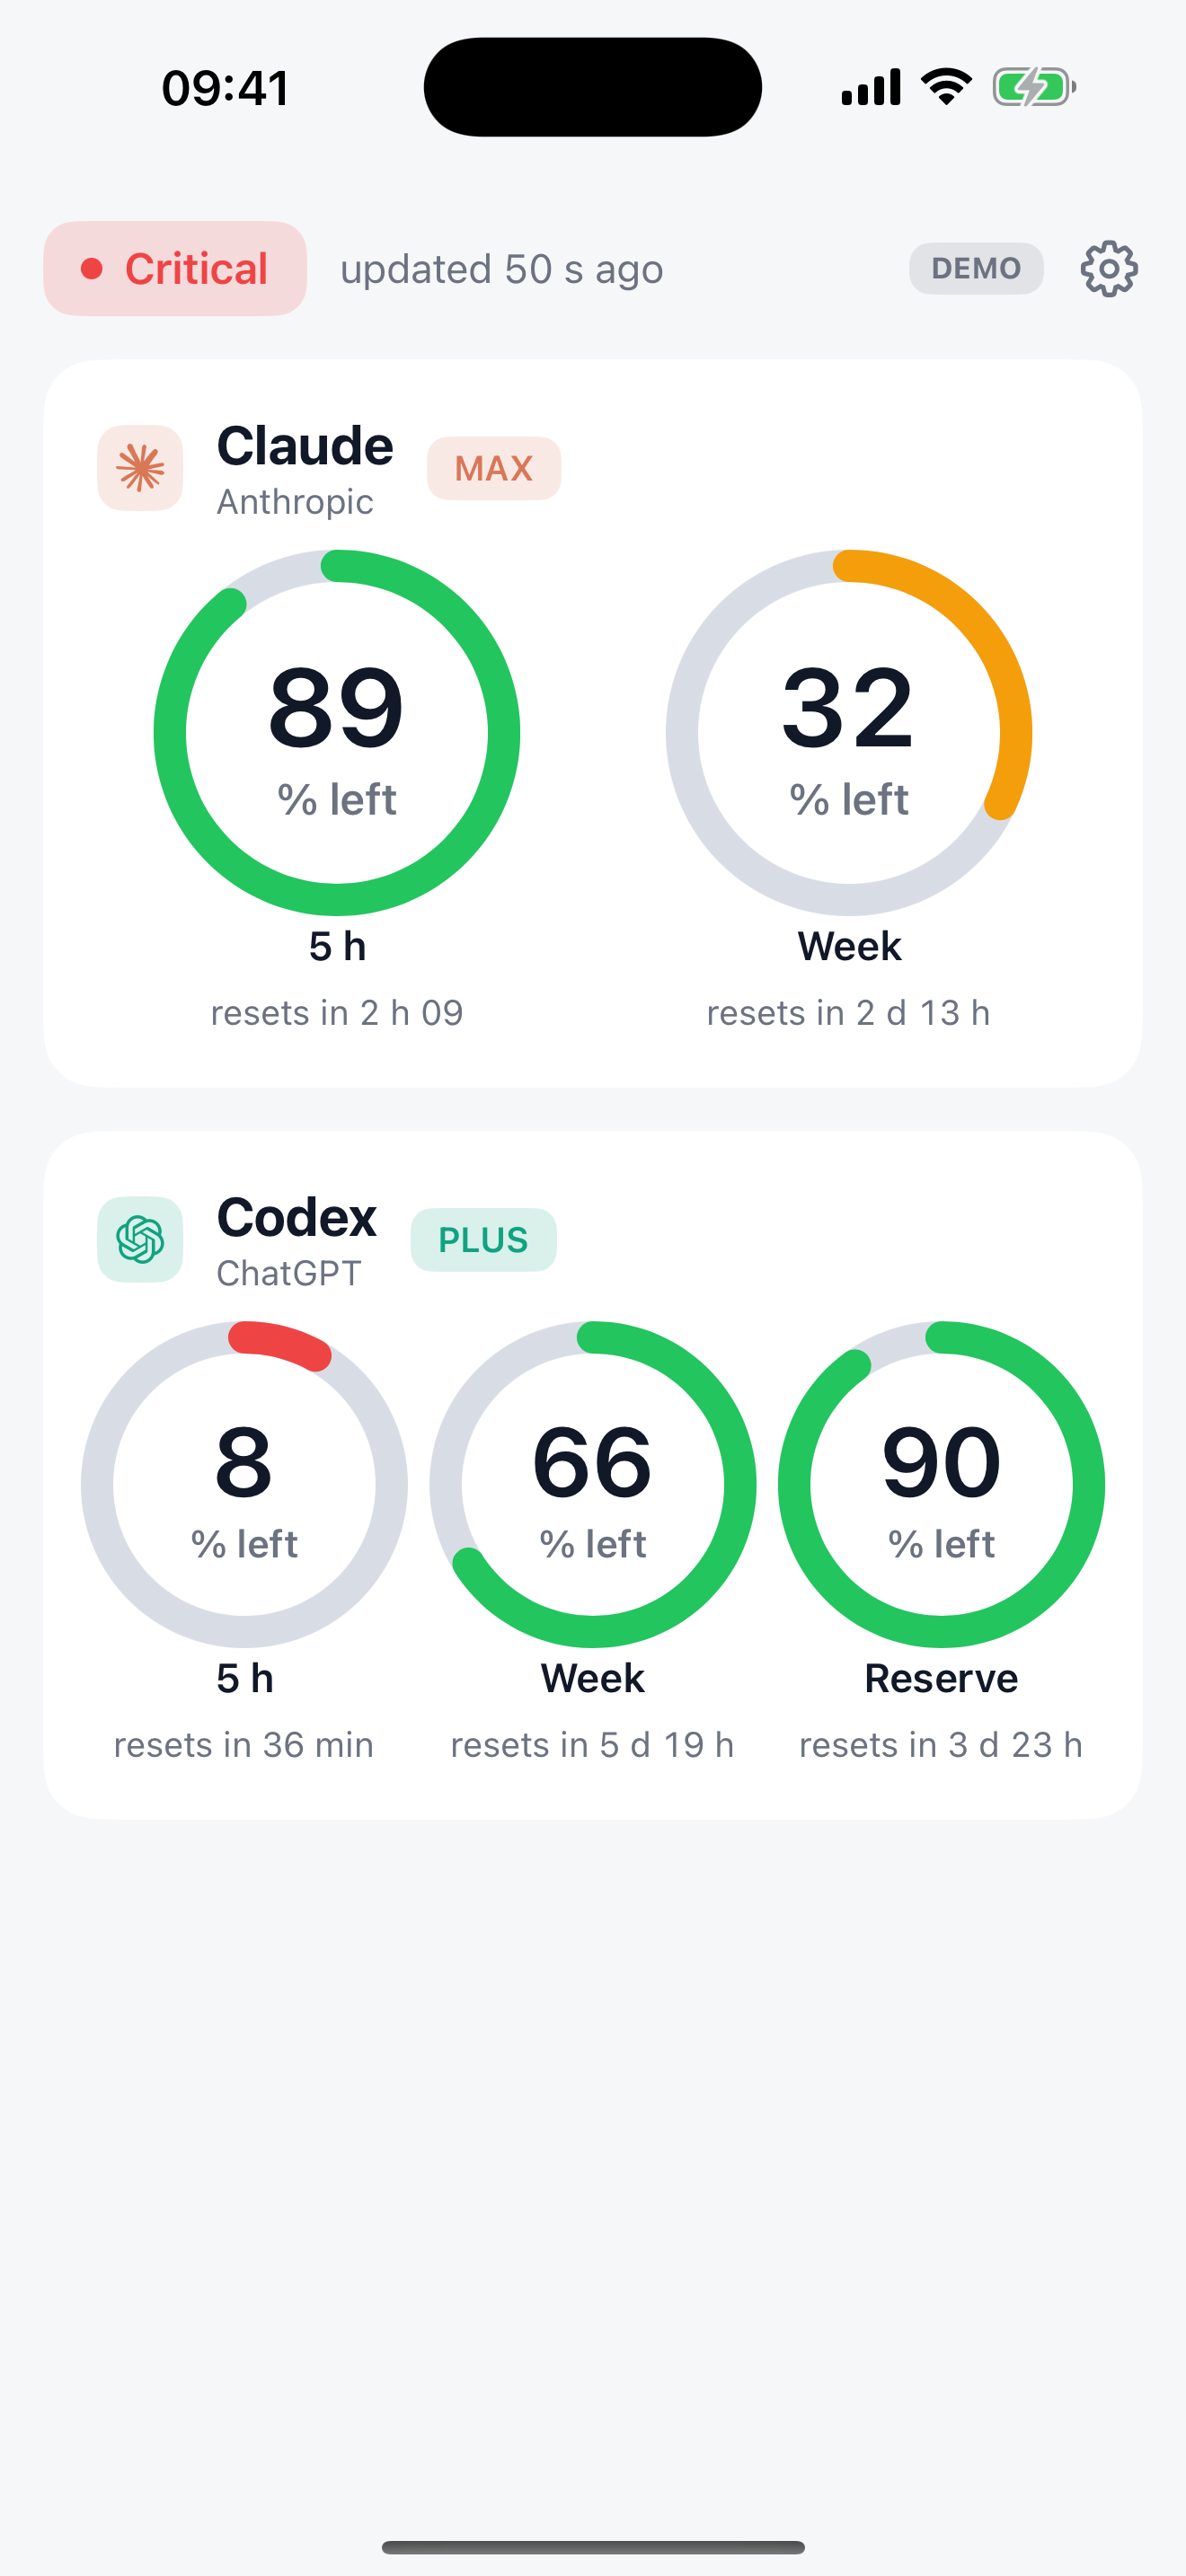 09:41
Critical
updated 50 s ago
DEMO
Claude
Anthropic
MAX
89
% left
5 h
resets in 2 h 09
32
% left
Week
resets in 2 d 13 h
Codex
ChatGPT
PLUS
8
% left
5 h
resets in 36 min
66
% left
Week
resets in 5 d 19 h
90
% left
Reserve
resets in 3 d 23 h